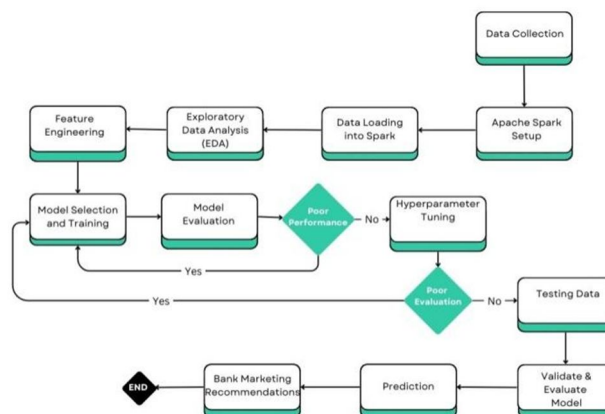 Data Collection
Feature
Engineering
Exploratory
Data Analysis
(EDA)
Data Loading
into Spark
Apache Spark
Setup
Model Selection
and Training
Model
Evaluation
Poor
Performance
No
Hyperparameter
Tuning
Yes
Yes
Poor
Evaluation
No
Testing Data
END
Bank Marketing
Recommendations
Prediction
Validate &
Evaluate
Model